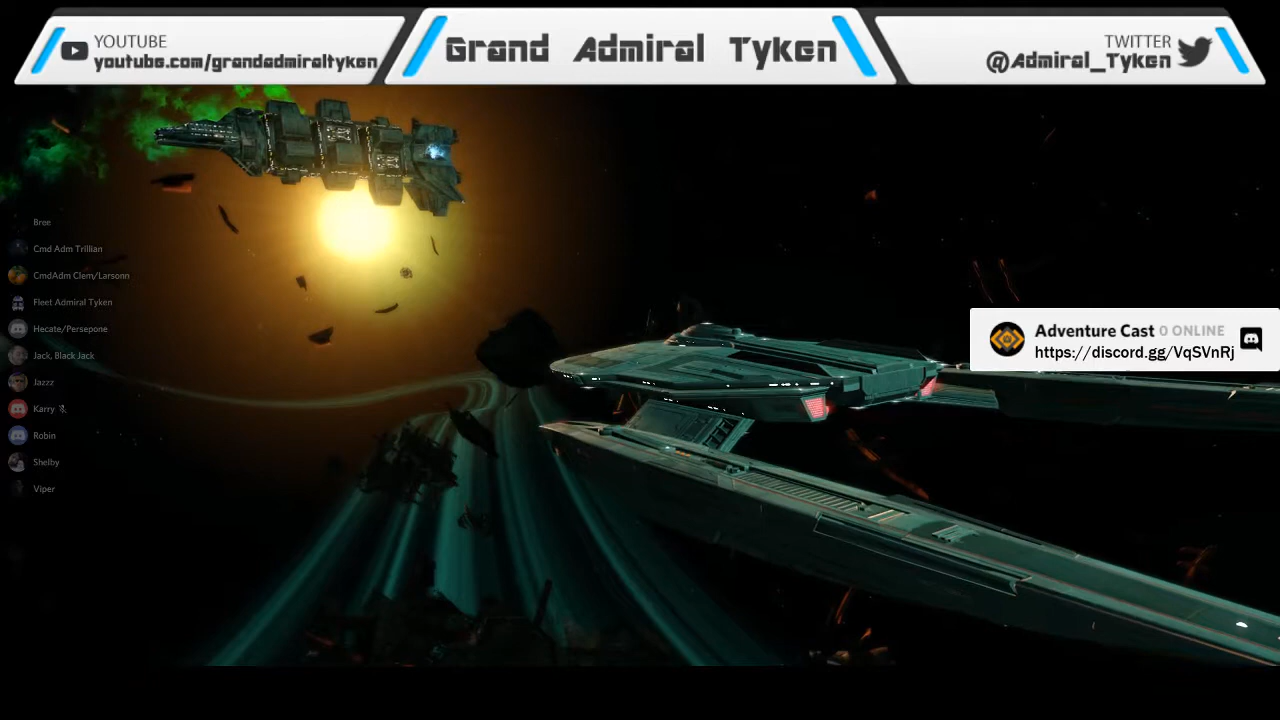 YOUTUBE
youtube.com/grandadmiraltyken
Grand Admiral Tyken
TWITTER
@Admiral_Tyken
Bree
Cmd Adm Trillian
CmdAdm Clem/Larsonn
Fleet Admiral Tyken
Hecate/Persepone
Jack, Black Jack
Jazzz
Karry
Robin
Shelby
Viper
Adventure Cast 0 ONLINE
https://discord.gg/VqSVnRj